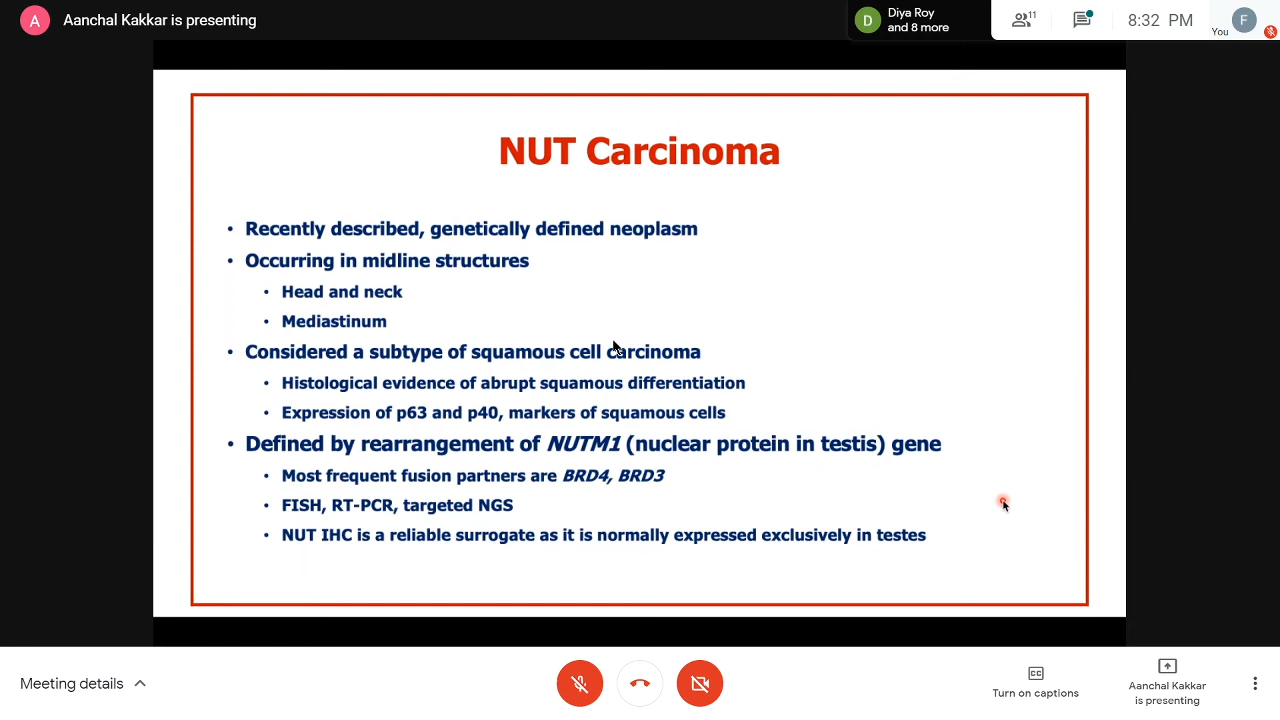 A Aanchal Kakkar is presenting
D Diya Roy
and 8 more
11
8:32 PM
You
F
NUT Carcinoma
• Recently described, genetically defined neoplasm
• Occurring in midline structures
• Head and neck
• Mediastinum
• Considered a subtype of squamous cell carcinoma
• Histological evidence of abrupt squamous differentiation
• Expression of p63 and p40, markers of squamous cells
• Defined by rearrangement of NUTM1 (nuclear protein in testis) gene
• Most frequent fusion partners are BRD4, BRD3
• FISH, RT-PCR, targeted NGS
• NUT IHC is a reliable surrogate as it is normally expressed exclusively in testes
Meeting details
CC
Turn on captions
Aanchal Kakkar
is presenting